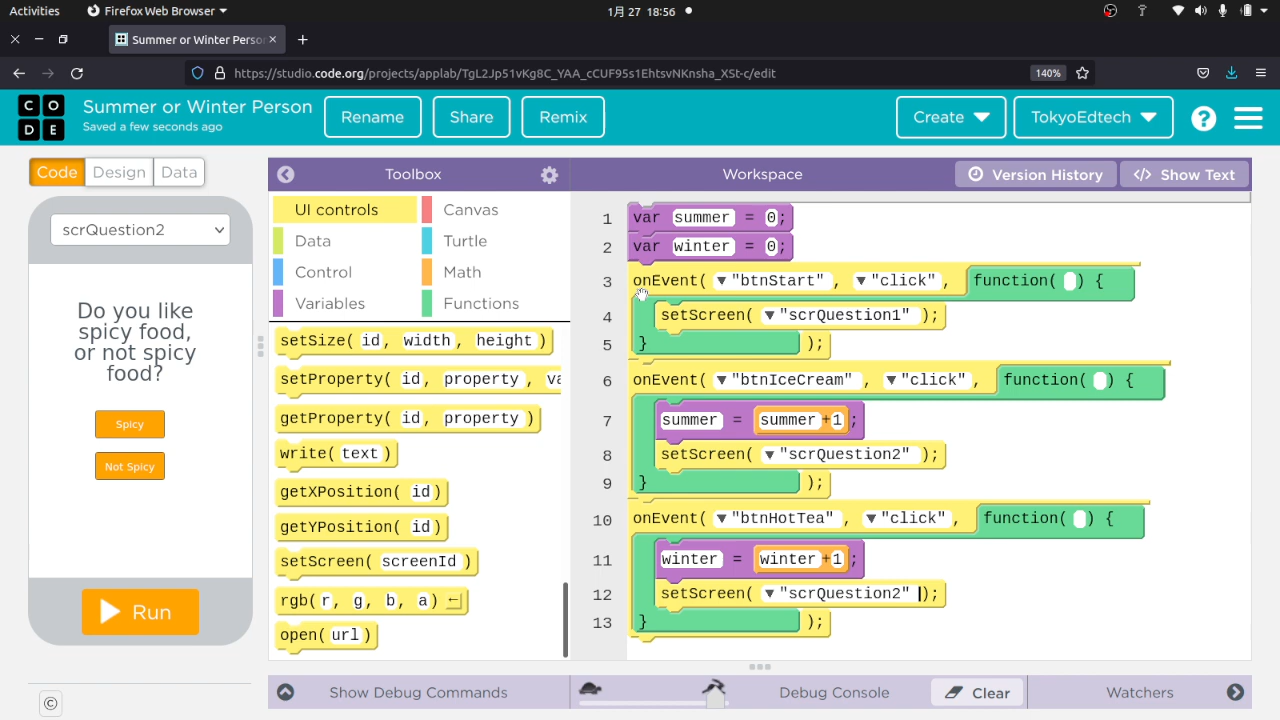 Activities Firefox Web Browser 1月 27 18:56
Summer or Winter Perso
https://studio.code.org/projects/applab/TgL2Jp51vKg8C_YAA_cCUF95s1EhtsvNKnsha_XSt-c/edit 140%
CODE
Summer or Winter Person
Saved a few seconds ago
Rename Share Remix Create TokyoEdtech ?
Code Design Data
scrQuestion2
Do you like
spicy food,
or not spicy
food?
Spicy
Not Spicy
Run
©
Toolbox
UI controls Canvas
Data Turtle
Control Math
Variables Functions
setSize( id, width, height )
setProperty( id, property, va
getProperty( id, property )
write( text )
getXPosition( id )
getYPosition( id )
setScreen( screenId )
rgb( r, g, b, a ) ←
open( url )
Workspace Version History </> Show Text
1 var summer = 0;
2 var winter = 0;
3 onEvent( ▼"btnStart", ▼"click", function( ) {
4 setScreen( ▼"scrQuestion1" );
5 } );
6 onEvent( ▼"btnIceCream", ▼"click", function( ) {
7 summer = summer +1;
8 setScreen( ▼"scrQuestion2" );
9 } );
10 onEvent( ▼"btnHotTea", ▼"click", function( ) {
11 winter = winter +1;
12 setScreen( ▼"scrQuestion2" );
13 } );
Show Debug Commands Debug Console Clear Watchers